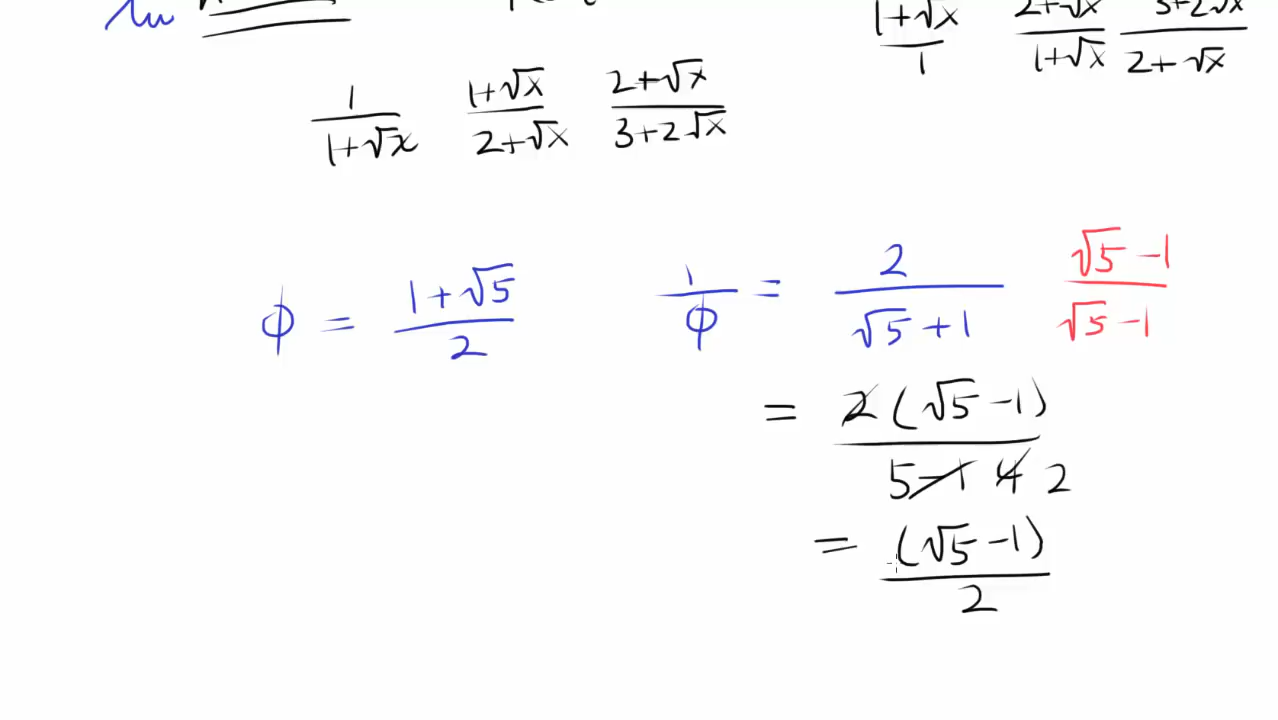 ln
1+√x / 1   2+√x / 1+√x   3+2√x / 2+√x
1 / 1+√x   1+√x / 2+√x   2+√x / 3+2√x
ϕ = 1+√5 / 2   1 / ϕ = 2 / √5+1   √5−1 / √5−1
= 2(√5−1) / 5−1 4 2
= (√5−1) / 2